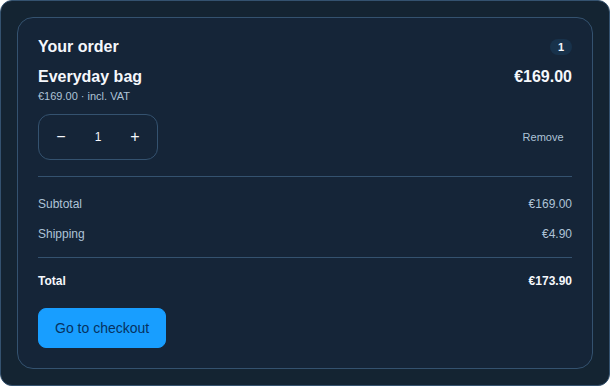 Your order 1
Everyday bag €169.00
€169.00 · incl. VAT
− 1 + Remove
Subtotal €169.00
Shipping €4.90
Total €173.90
Go to checkout